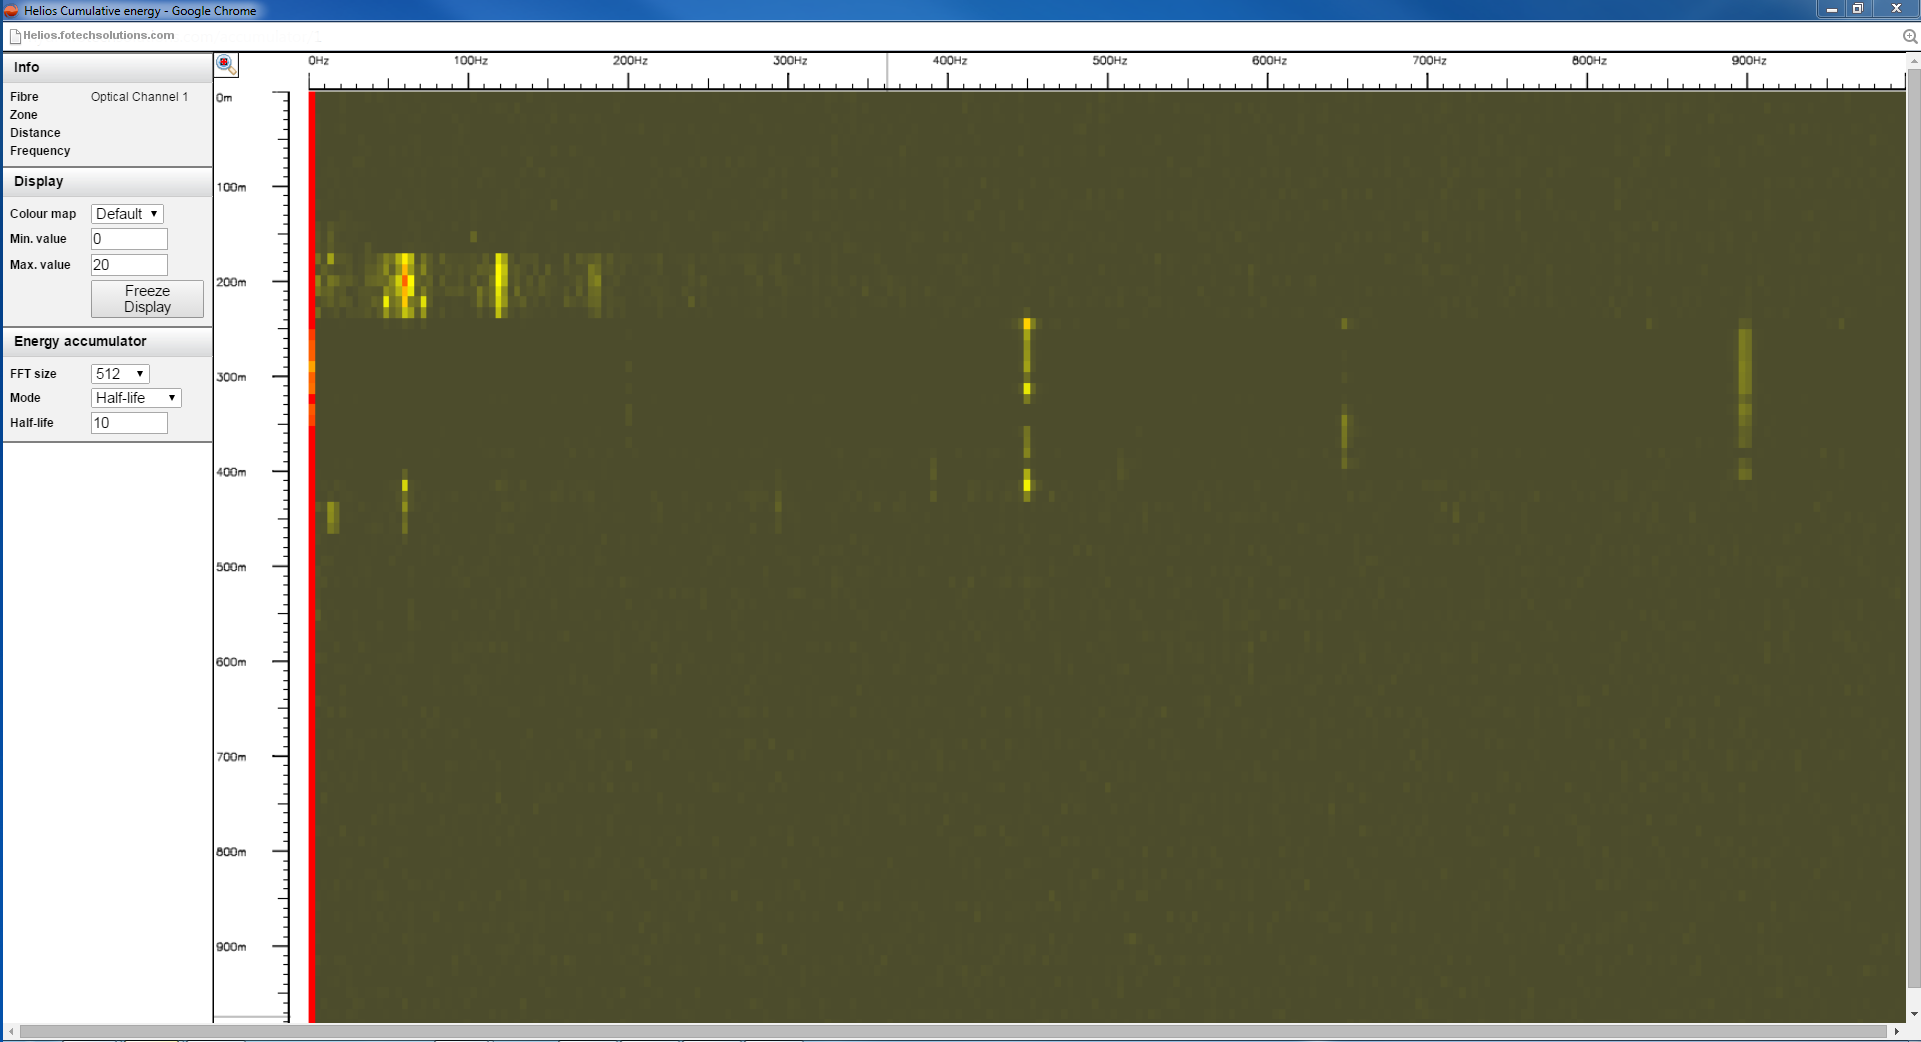 Helios Cumulative energy - Google Chrome
Helios.fotechsolutions.com
Info
Fibre Optical Channel 1
Zone
Distance
Frequency
Display
Colour map Default
Min. value 0
Max. value 20
Freeze
Display
Energy accumulator
FFT size 512
Mode Half-life
Half-life 10
0Hz 100Hz 200Hz 300Hz 400Hz 500Hz 600Hz 700Hz 800Hz 900Hz
0m
100m
200m
300m
400m
500m
600m
700m
800m
900m